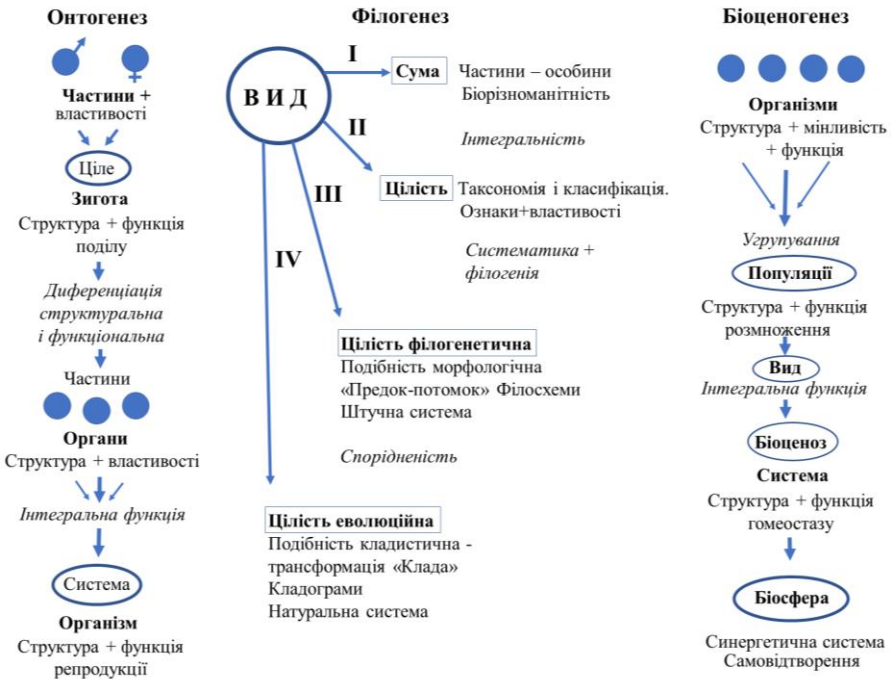 Онтогенез
Частини +
властивості
Ціле
Зигота
Структура + функція
поділу
Диференціація
структуральна
і функціональна
Частини
Органи
Структура + властивості
Інтегральна функція
Система
Організм
Структура + функція
репродукції
Філогенез
В И Д
I
Сума
Частини – особини
Біорізноманітність
Інтегральність
II
Цілість
Таксономія і класифікація.
Ознаки+властивості
Систематика +
філогенія
III
Цілість філогенетична
Подібність морфологічна
«Предок-потомок» Філосхеми
Штучна система
Спорідненість
IV
Цілість еволюційна
Подібність кладистична -
трансформація «Клада»
Кладограми
Натуральна система
Біоценогенез
Організми
Структура + мінливість
+ функція
Угрупування
Популяції
Структура + функція
розмноження
Вид
Інтегральна функція
Біоценоз
Система
Структура + функція
гомеостазу
Біосфера
Синергетична система
Самовідтворення